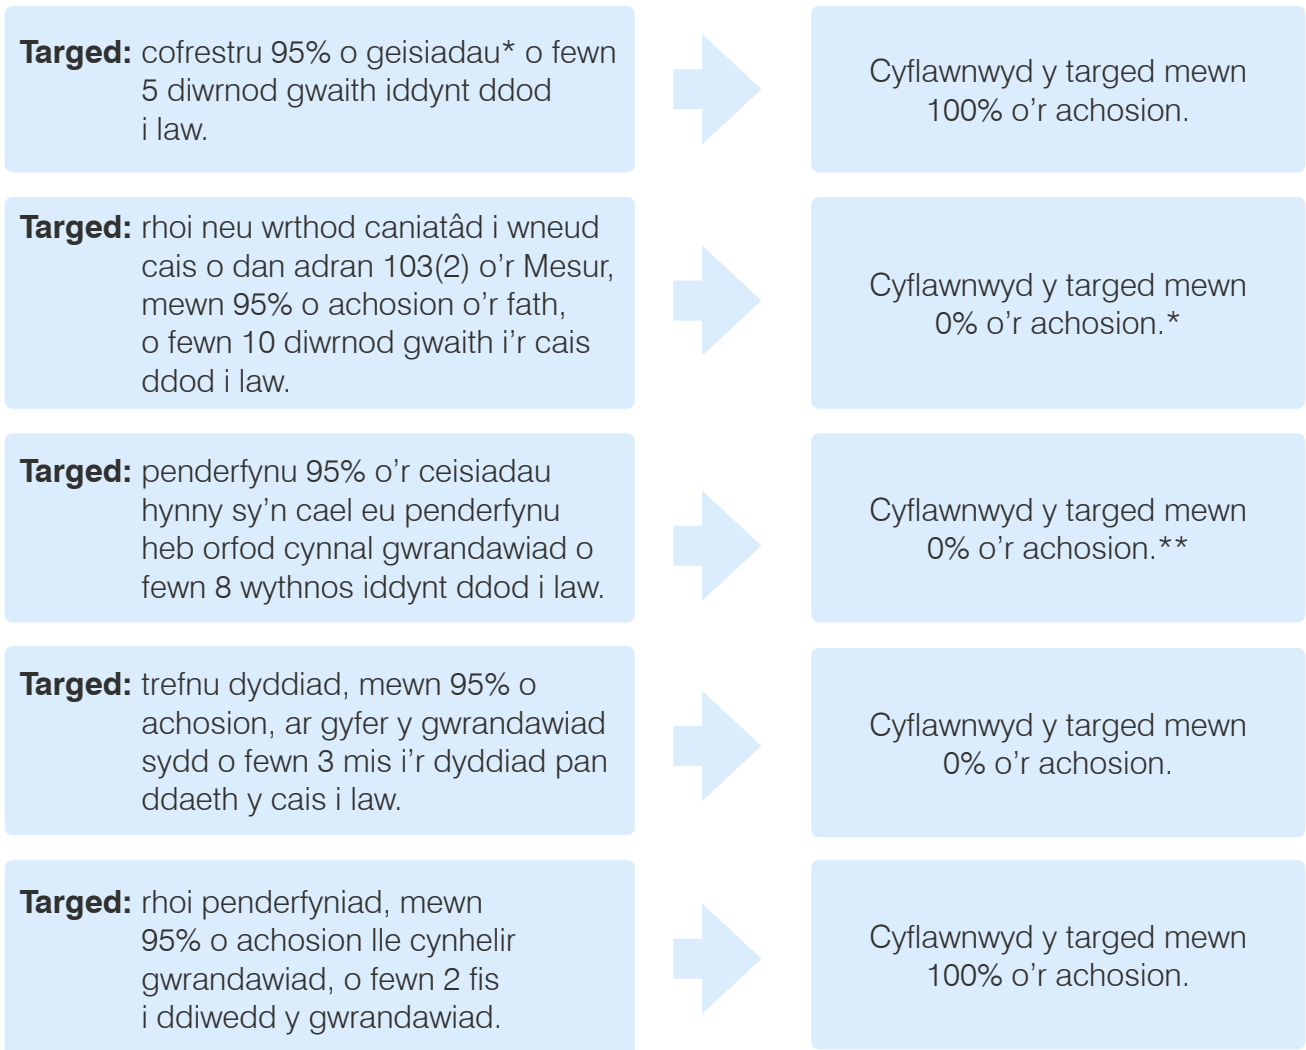 Targed: cofrestru 95% o geisiadau* o fewn
5 diwrnod gwaith iddynt ddod
i law.
Cyflawnwyd y targed mewn
100% o’r achosion.
Targed: rhoi neu wrthod caniatâd i wneud
cais o dan adran 103(2) o’r Mesur,
mewn 95% o achosion o’r fath,
o fewn 10 diwrnod gwaith i’r cais
ddod i law.
Cyflawnwyd y targed mewn
0% o’r achosion.*
Targed: penderfynu 95% o’r ceisiadau
hynny sy’n cael eu penderfynu
heb orfod cynnal gwrandawiad o
fewn 8 wythnos iddynt ddod i law.
Cyflawnwyd y targed mewn
0% o’r achosion.**
Targed: trefnu dyddiad, mewn 95% o
achosion, ar gyfer y gwrandawiad
sydd o fewn 3 mis i’r dyddiad pan
ddaeth y cais i law.
Cyflawnwyd y targed mewn
0% o’r achosion.
Targed: rhoi penderfyniad, mewn
95% o achosion lle cynhelir
gwrandawiad, o fewn 2 fis
i ddiwedd y gwrandawiad.
Cyflawnwyd y targed mewn
100% o’r achosion.